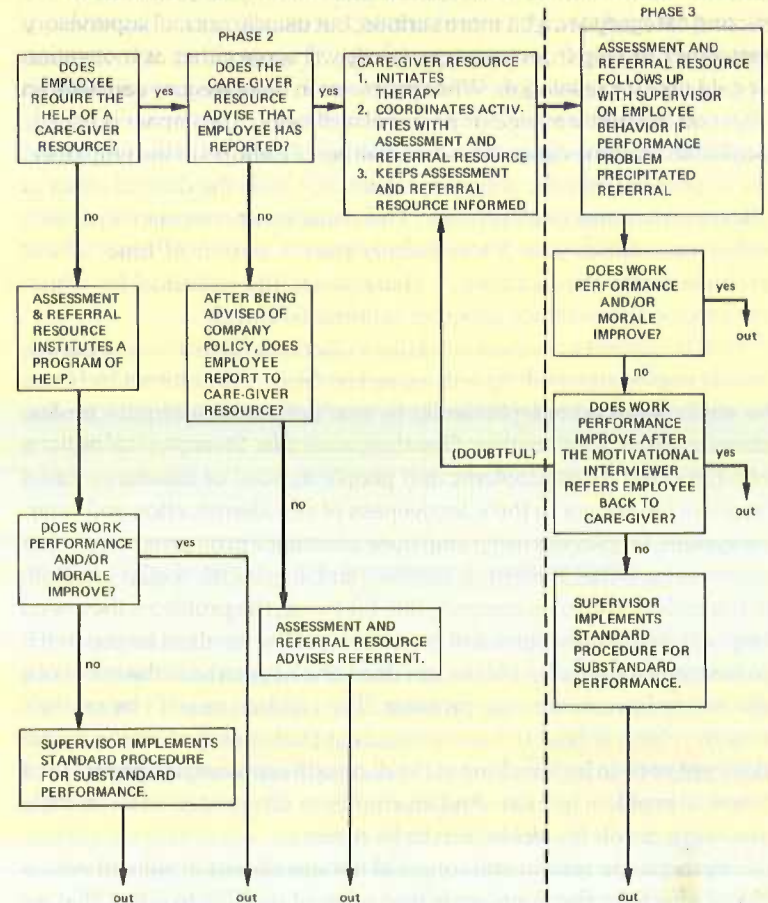 PHASE 2
PHASE 3
DOES
EMPLOYEE
REQUIRE THE
HELP OF A
CARE-GIVER
RESOURCE?
yes
DOES THE
CARE-GIVER
RESOURCE
ADVISE THAT
EMPLOYEE HAS
REPORTED?
yes
CARE-GIVER RESOURCE
1. INITIATES
THERAPY
2. COORDINATES ACTIV-
ITIES WITH
ASSESSMENT AND
REFERRAL RESOURCE
3. KEEPS ASSESSMENT
AND REFERRAL
RESOURCE INFORMED
ASSESSMENT AND
REFERRAL RESOURCE
FOLLOWS UP
WITH SUPERVISOR
ON EMPLOYEE
BEHAVIOR IF
PERFORMANCE
PROBLEM
PRECIPITATED
REFERRAL
no
no
ASSESSMENT
& REFERRAL
RESOURCE
INSTITUTES A
PROGRAM OF
HELP.
AFTER BEING
ADVISED OF
COMPANY
POLICY, DOES
EMPLOYEE
REPORT TO
CARE-GIVER
RESOURCE?
DOES WORK
PERFORMANCE
AND/OR
MORALE
IMPROVE?
yes
out
no
(DOUBTFUL)
DOES WORK
PERFORMANCE
IMPROVE AFTER
THE MOTIVATIONAL
INTERVIEWER
REFERS EMPLOYEE
BACK TO
CARE-GIVER?
yes
out
no
no
DOES WORK
PERFORMANCE
AND/OR
MORALE
IMPROVE?
yes
no
ASSESSMENT AND
REFERRAL RESOURCE
ADVISES REFERENT.
SUPERVISOR
IMPLEMENTS
STANDARD
PROCEDURE FOR
SUBSTANDARD
PERFORMANCE.
SUPERVISOR IMPLEMENTS
STANDARD PROCEDURE
FOR SUBSTANDARD
PERFORMANCE.
out
out
out
out